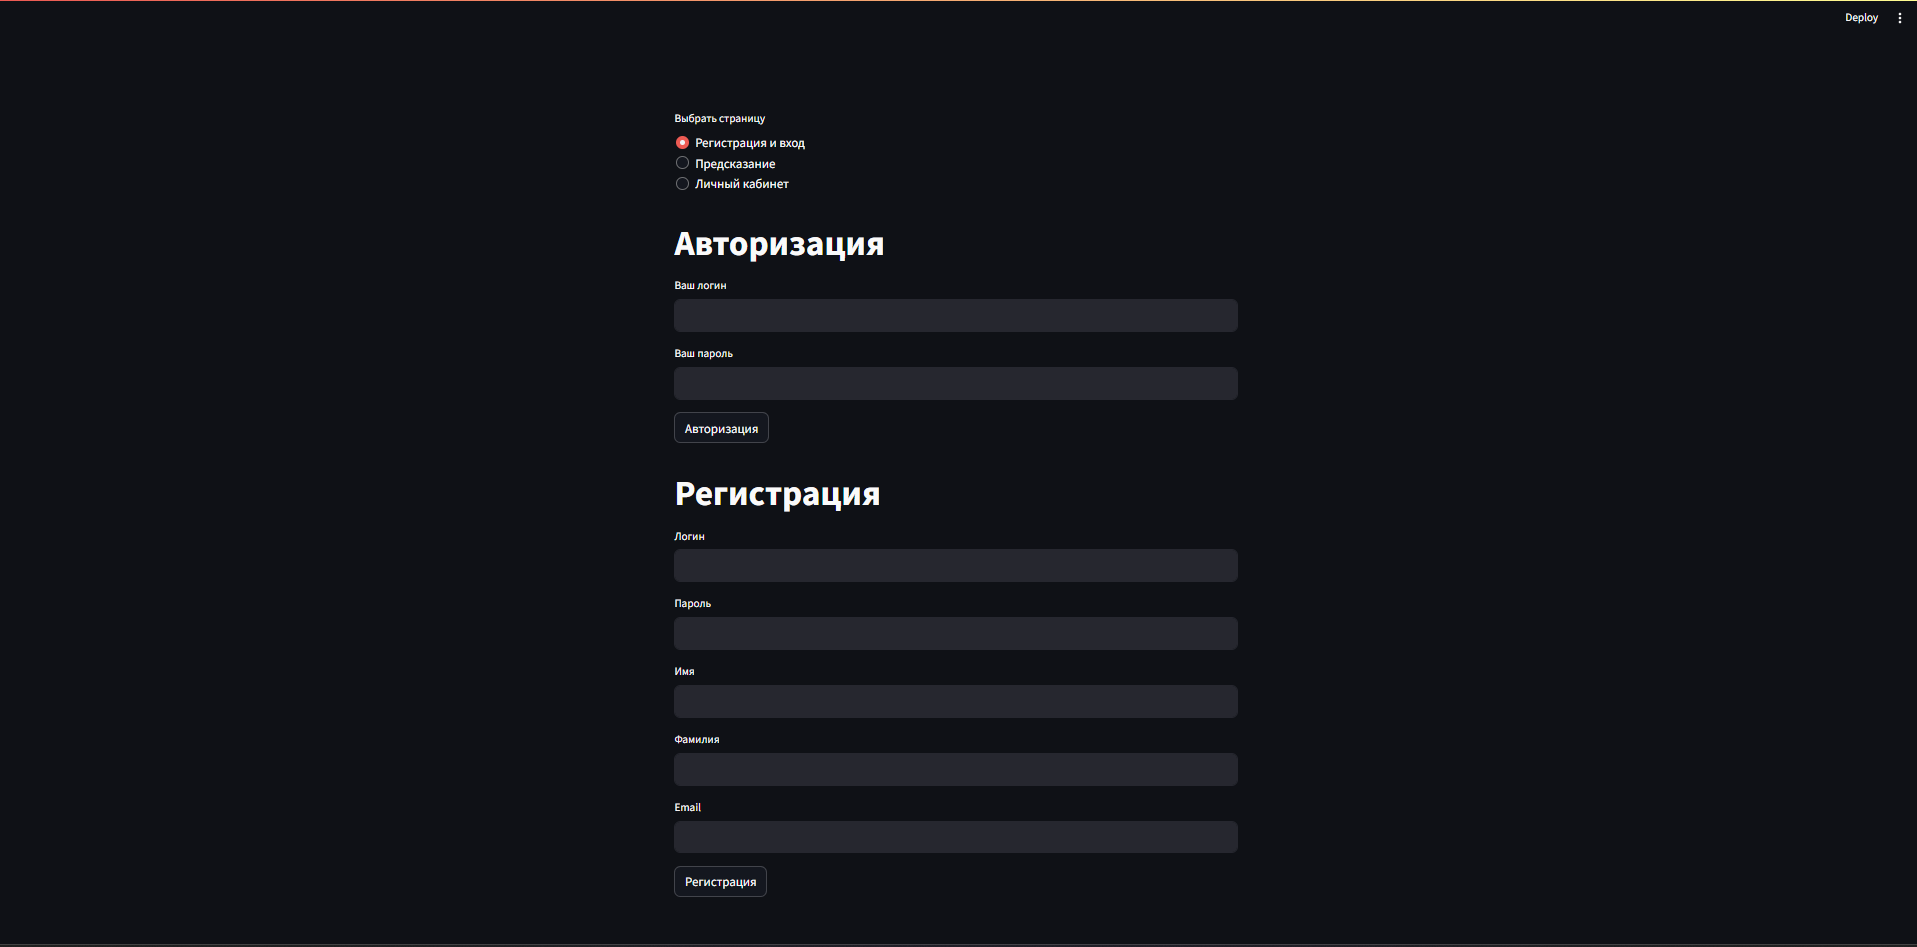 Deploy
Выбрать страницу
Регистрация и вход
Предсказание
Личный кабинет
Авторизация
Ваш логин
Ваш пароль
Авторизация
Регистрация
Логин
Пароль
Имя
Фамилия
Email
Регистрация